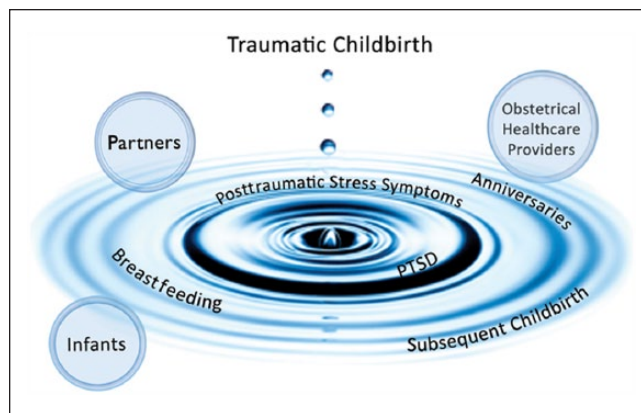 Traumatic Childbirth
Partners
Obstetrical
Healthcare
Providers
Posttraumatic Stress Symptoms
Anniversaries
PTSD
Breastfeeding
Subsequent Childbirth
Infants